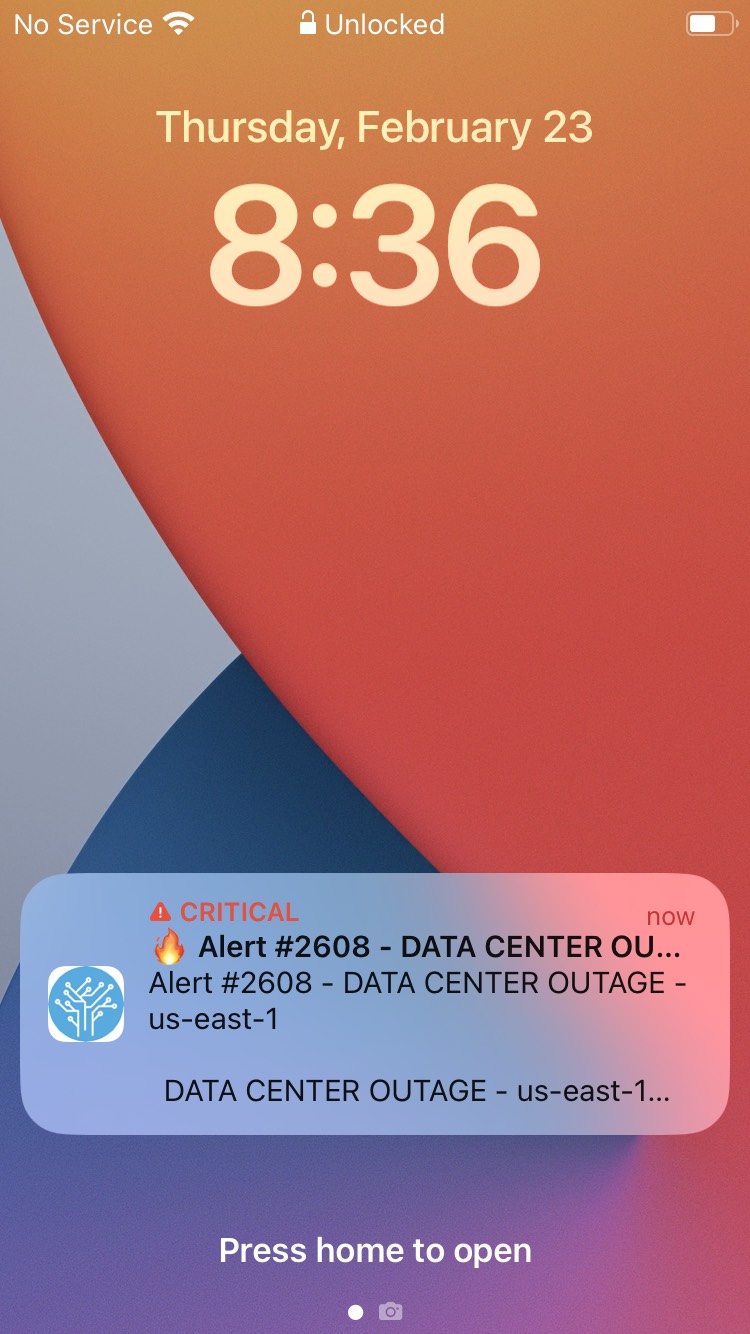 No Service
Unlocked
Thursday, February 23
8:36
CRITICAL
now
🔥 Alert #2608 - DATA CENTER OU...
Alert #2608 - DATA CENTER OUTAGE -
us-east-1
DATA CENTER OUTAGE - us-east-1...
Press home to open